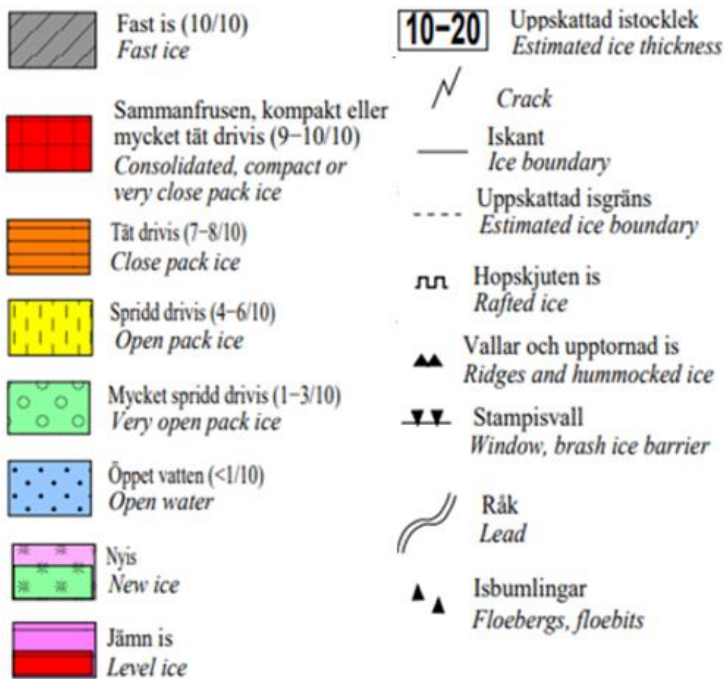 Fast is (10/10)
Fast ice
Sammanfrusen, kompakt eller
mycket tät drivis (9−10/10)
Consolidated, compact or
very close pack ice
Tät drivis (7−8/10)
Close pack ice
Spridd drivis (4−6/10)
Open pack ice
Mycket spridd drivis (1−3/10)
Very open pack ice
Öppet vatten (<1/10)
Open water
Nyis
New ice
Jämn is
Level ice
10−20
Uppskattad istocklek
Estimated ice thickness
Crack
Iskant
Ice boundary
Uppskattad isgräns
Estimated ice boundary
Hopskjuten is
Rafted ice
Vallar och upptornad is
Ridges and hummocked ice
Stampisvall
Window, brash ice barrier
Råk
Lead
Isbumlingar
Floebergs, floebits